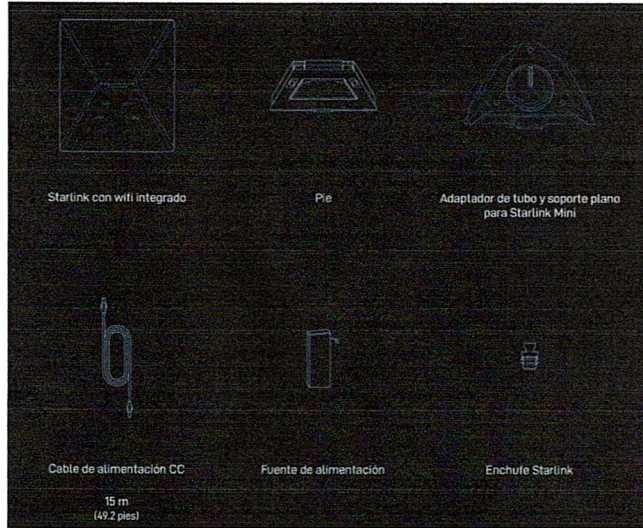 Starlink con wifi integrado
Pie
Adaptador de tubo y soporte plano
para Starlink Mini
Cable de alimentación CC
Fuente de alimentación
Enchufe Starlink
15 m
(49.2 pies)